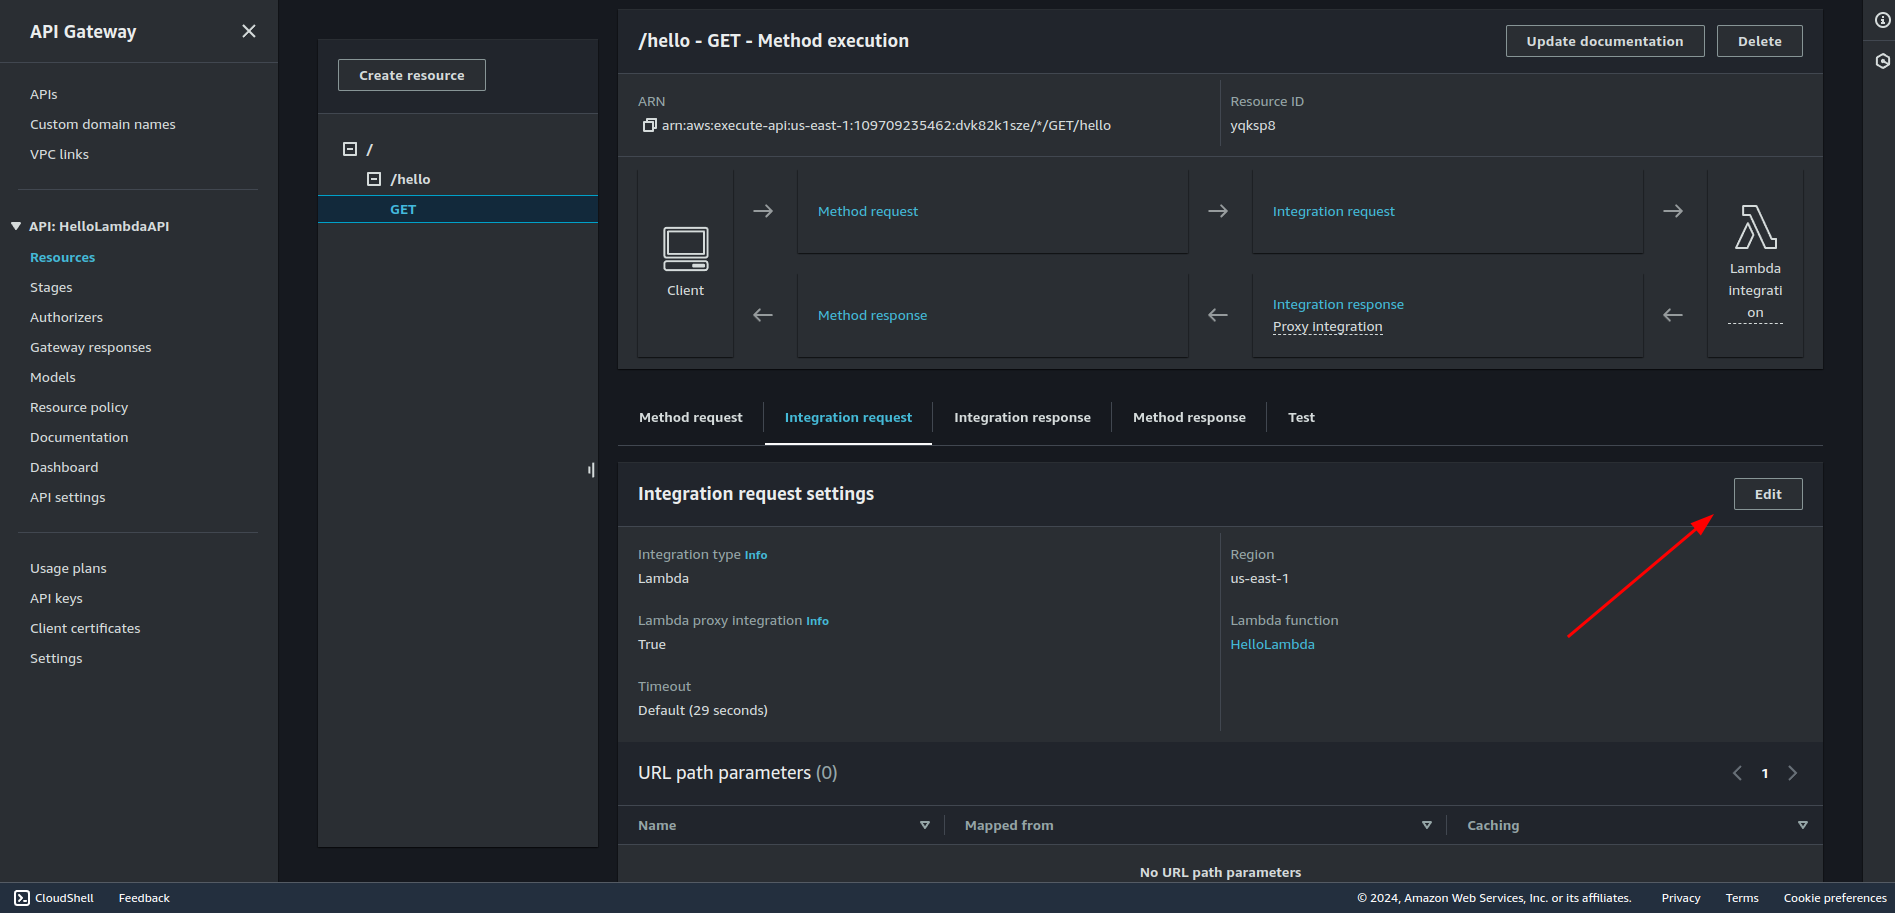 API Gateway
APIs
Custom domain names
VPC links
API: HelloLambdaAPI
Resources
Stages
Authorizers
Gateway responses
Models
Resource policy
Documentation
Dashboard
API settings
Usage plans
API keys
Client certificates
Settings
Create resource
/
/hello
GET
/hello - GET - Method execution
Update documentation
Delete
ARN
arn:aws:execute-api:us-east-1:109709235462:dvk82k1sze/*/GET/hello
Resource ID
yqksp8
Client
Method request
Integration request
Method response
Integration response
Proxy integration
Lambda
integrati
on
Method request
Integration request
Integration response
Method response
Test
Integration request settings
Edit
Integration type Info
Lambda
Region
us-east-1
Lambda proxy integration Info
True
Lambda function
HelloLambda
Timeout
Default (29 seconds)
URL path parameters (0)
1
Name
Mapped from
Caching
No URL path parameters
CloudShell
Feedback
© 2024, Amazon Web Services, Inc. or its affiliates.
Privacy
Terms
Cookie preferences